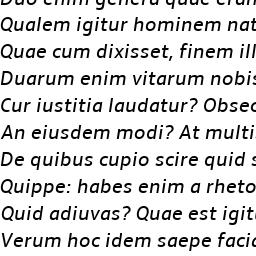 Duo enim genera quae erant
Qualem igitur hominem nat
Quae cum dixisset, finem ill
Duarum enim vitarum nobis
Cur iustitia laudatur? Obsec
An eiusdem modi? At multi
De quibus cupio scire quid s
Quippe: habes enim a rheto
Quid adiuvas? Quae est igit
Verum hoc idem saepe facia